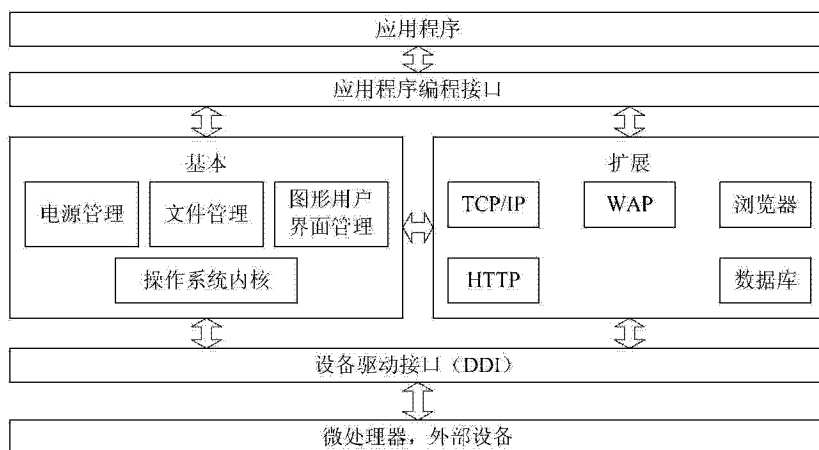 应用程序
应用程序编程接口
基本
电源管理
文件管理
图形用户
界面管理
操作系统内核
扩展
TCP/IP
WAP
浏览器
HTTP
数据库
设备驱动接口（DDI）
微处理器，外部设备